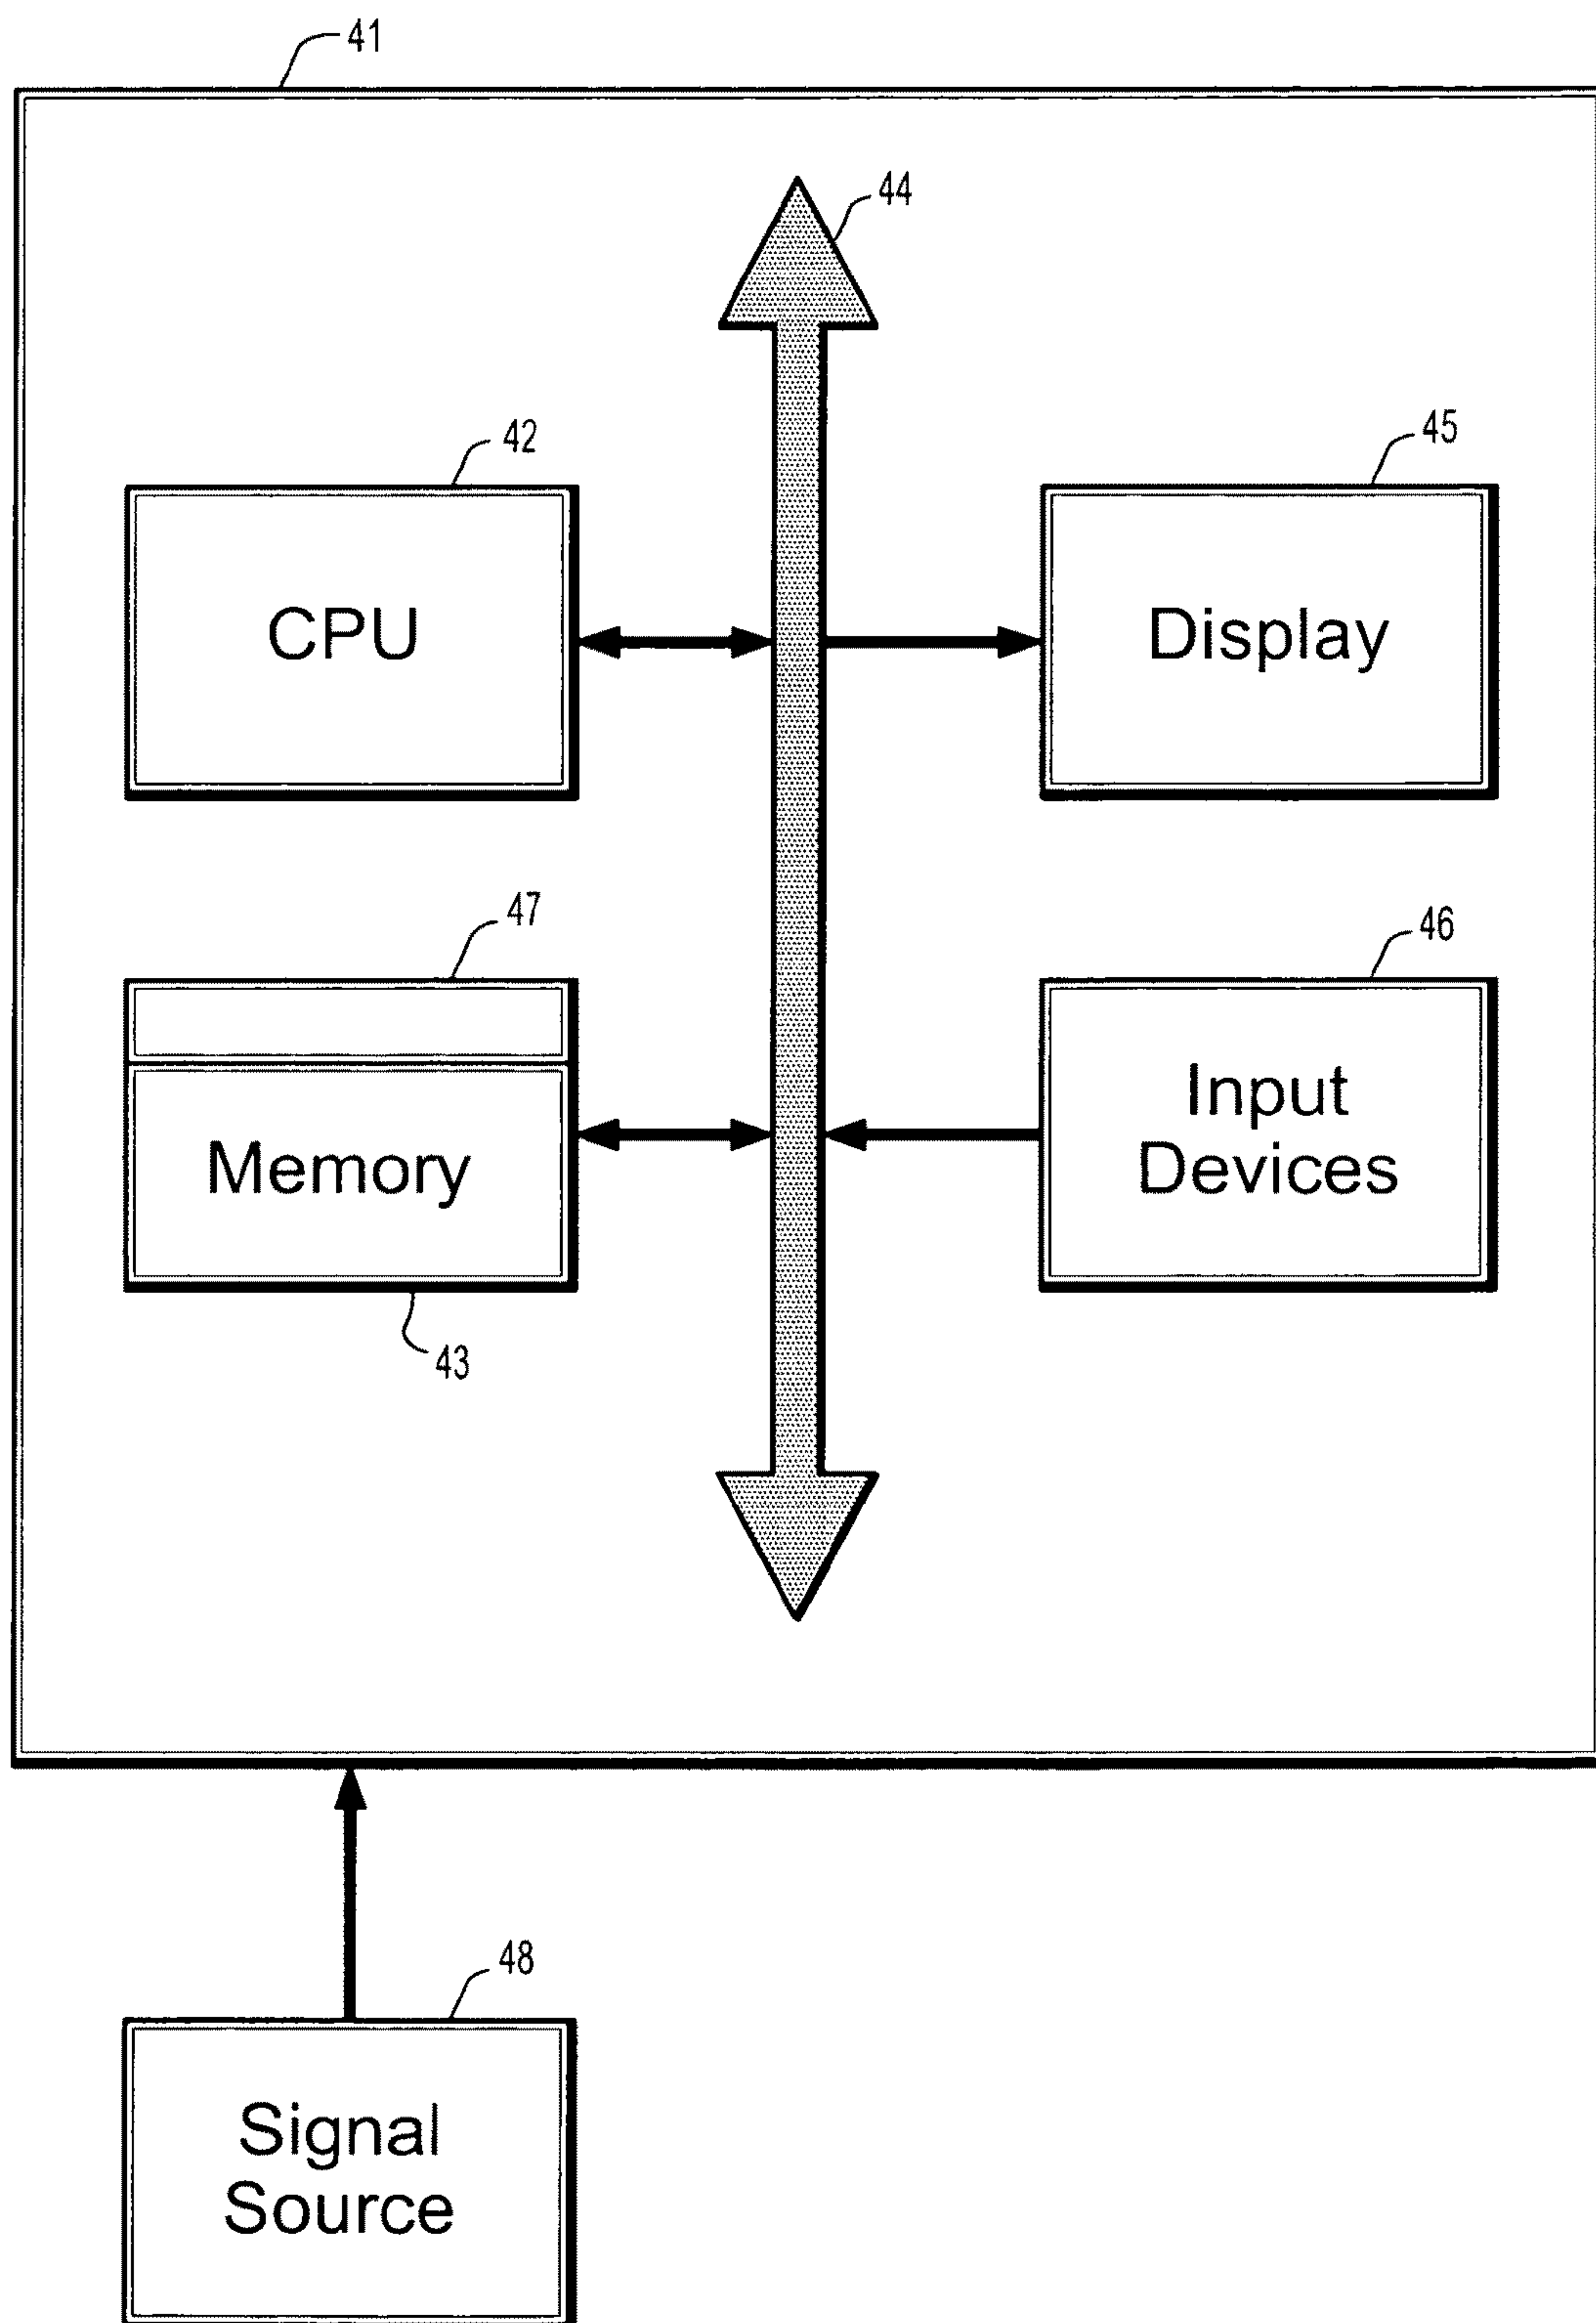 41
44
42
45
CPU
Display
47
46
Memory
Input
Devices
43
48
Signal
Source